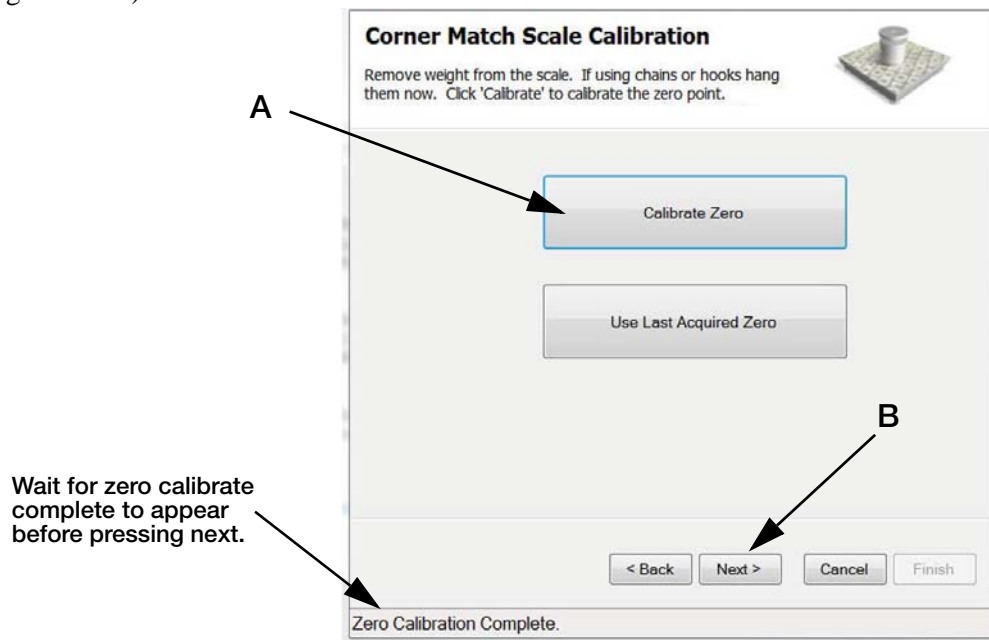 Corner Match Scale Calibration
Remove weight from the scale. If using chains or hooks hang
them now. Click 'Calibrate' to calibrate the zero point.
A
Calibrate Zero
Use Last Acquired Zero
B
Wait for zero calibrate
complete to appear
before pressing next.
< Back
Next >
Cancel
Finish
Zero Calibration Complete.